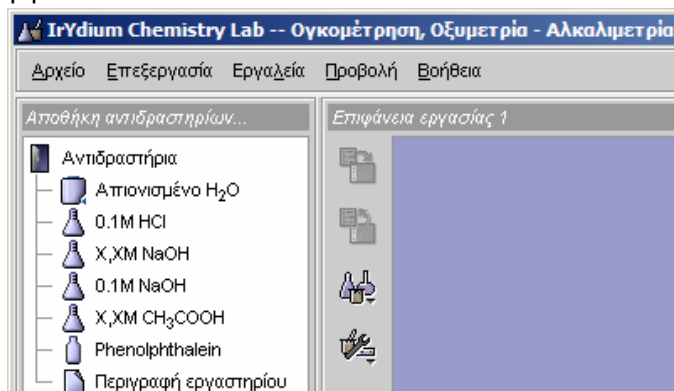 IrYdium Chemistry Lab -- Ογκομέτρηση, Οξυμετρία - Αλκαλιμετρία
Αρχείο Επεξεργασία Εργαλεία Προβολή Βοήθεια
Αποθήκη αντιδραστηρίων...
Επιφάνεια εργασίας 1
Αντιδραστήρια
Απιονισμένο H₂O
0.1M HCl
X,XM NaOH
0.1M NaOH
X,XM CH₃COOH
Phenolphthalein
Περιγραφή εργαστηρίου